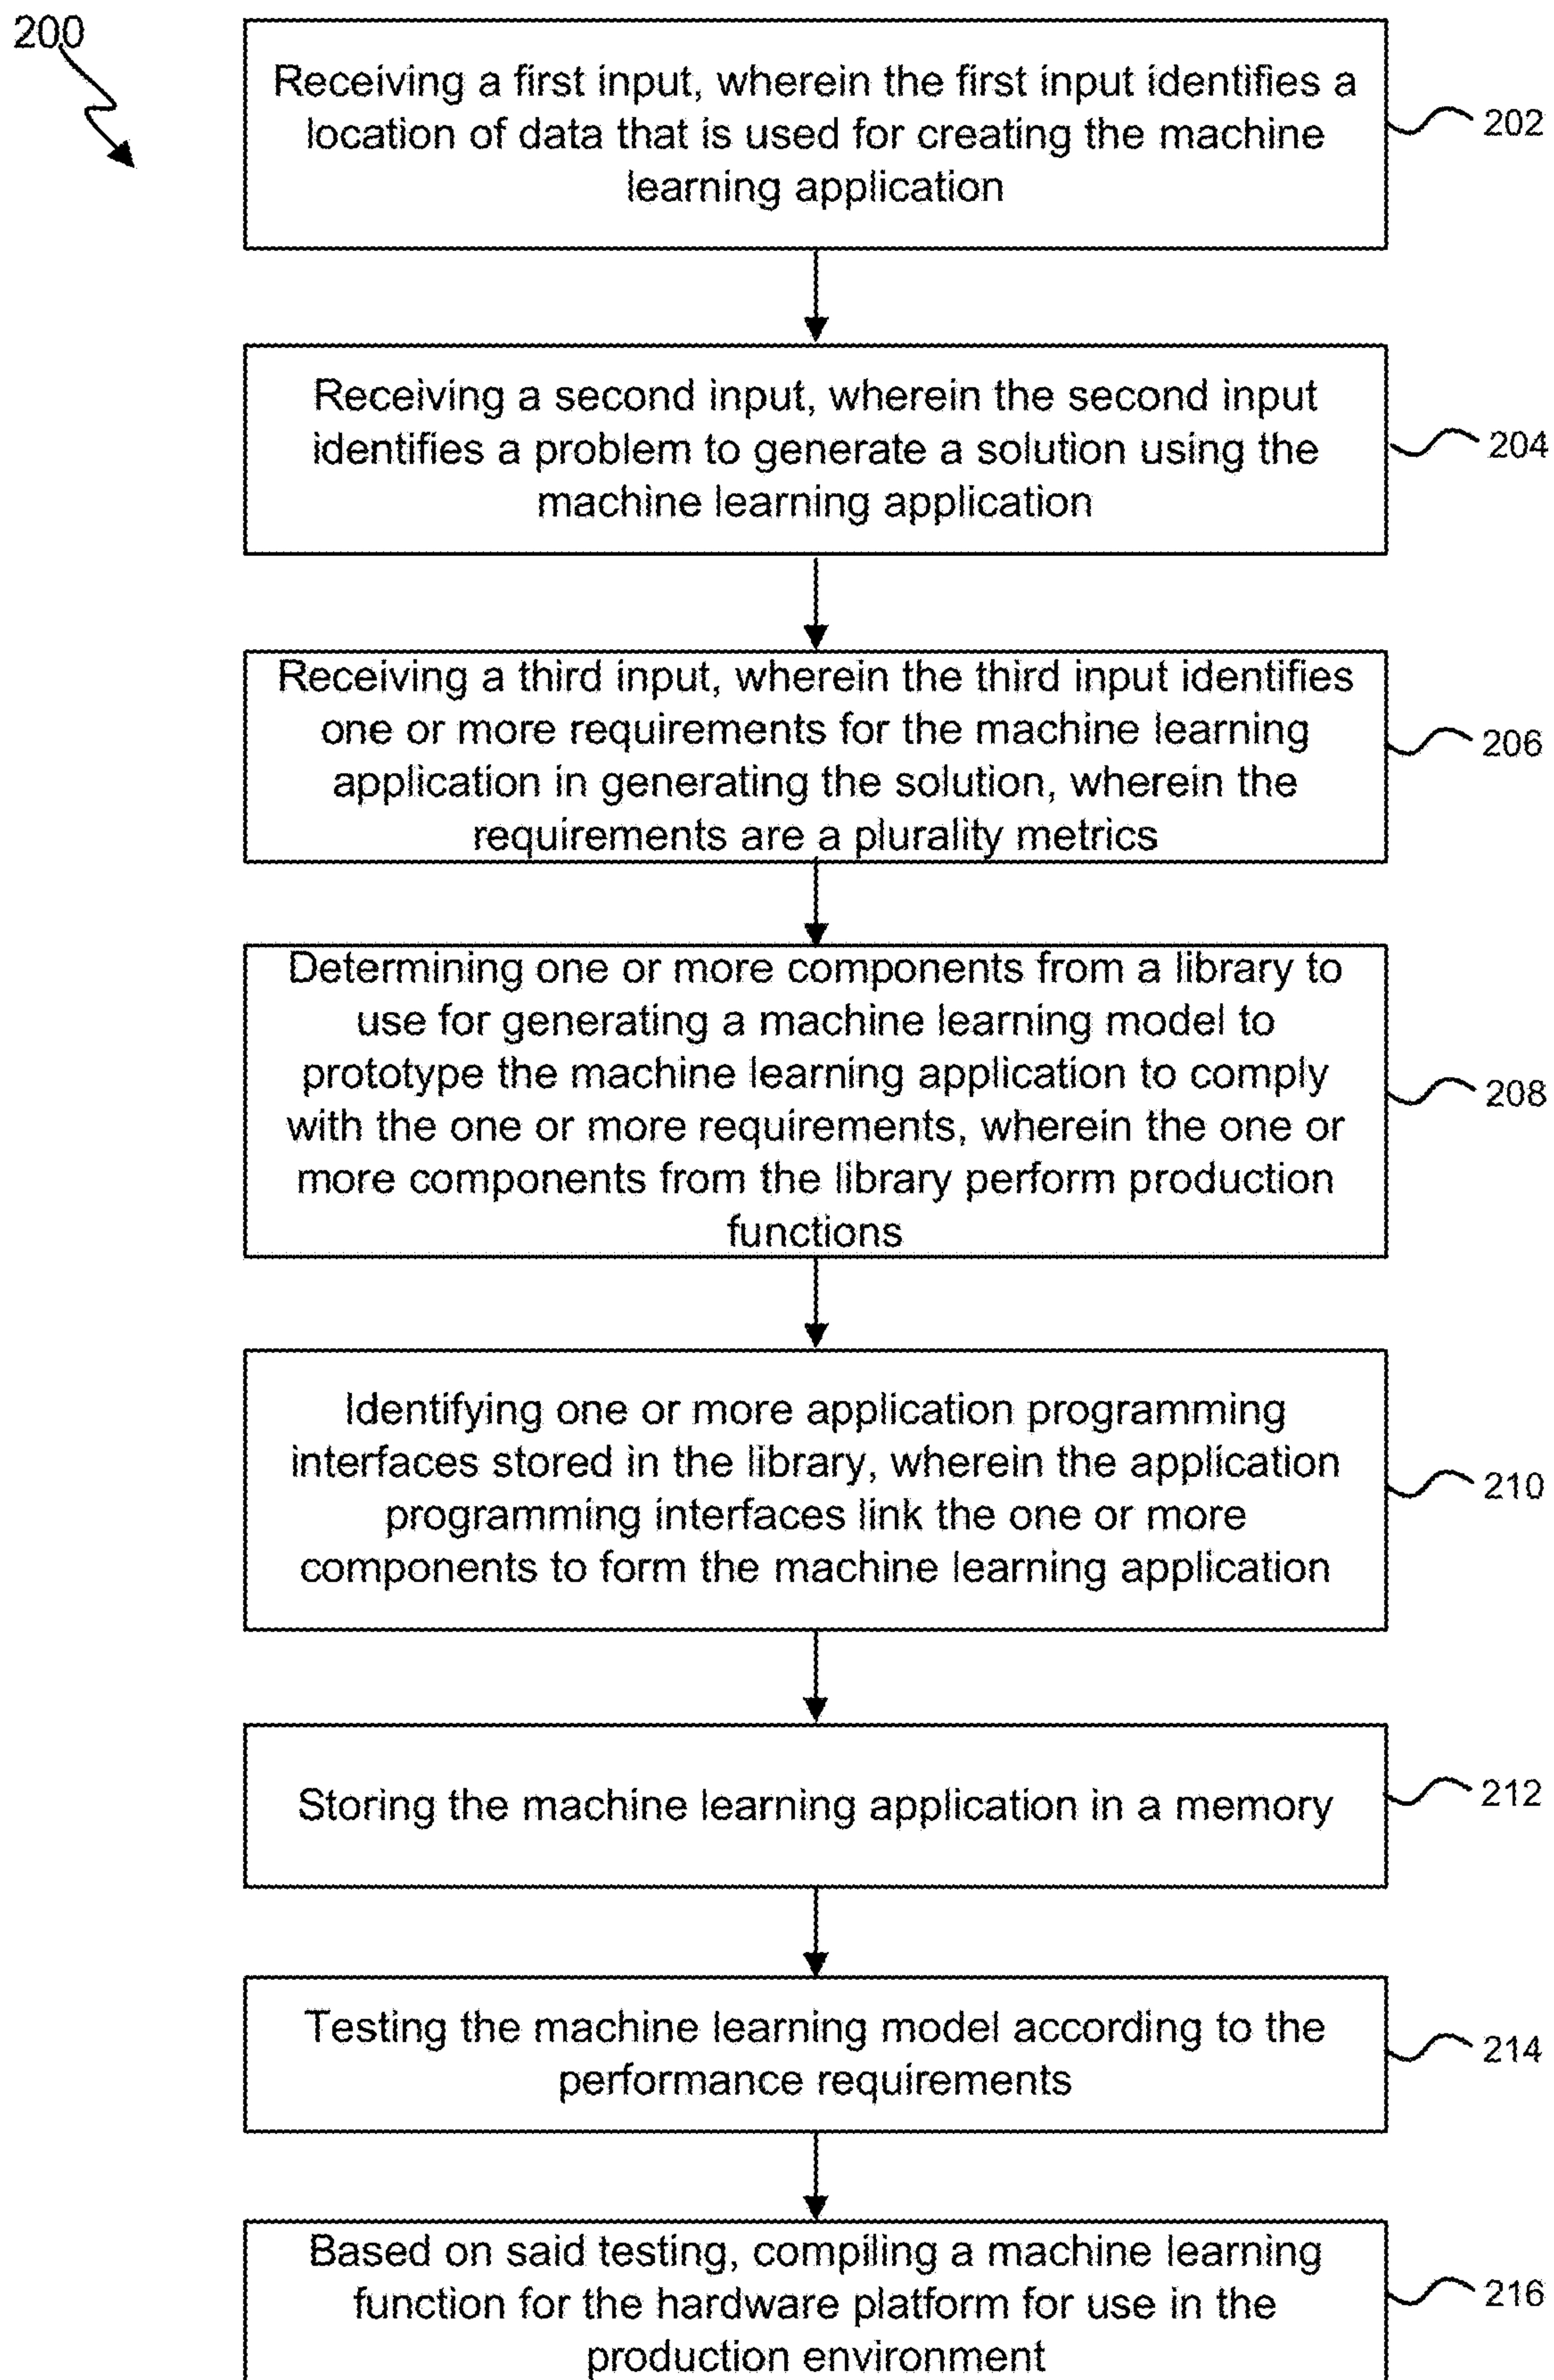 200
Receiving a first input, wherein the first input identifies a
location of data that is used for creating the machine
learning application
202
Receiving a second input, wherein the second input
identifies a problem to generate a solution using the
machine learning application
204
Receiving a third input, wherein the third input identifies
one or more requirements for the machine learning
application in generating the solution, wherein the
requirements are a plurality metrics
206
Determining one or more components from a library to
use for generating a machine learning model to
prototype the machine learning application to comply
with the one or more requirements, wherein the one or
more components from the library perform production
functions
208
Identifying one or more application programming
interfaces stored in the library, wherein the application
programming interfaces link the one or more
components to form the machine learning application
210
Storing the machine learning application in a memory
212
Testing the machine learning model according to the
performance requirements
214
Based on said testing, compiling a machine learning
function for the hardware platform for use in the
production environment
216